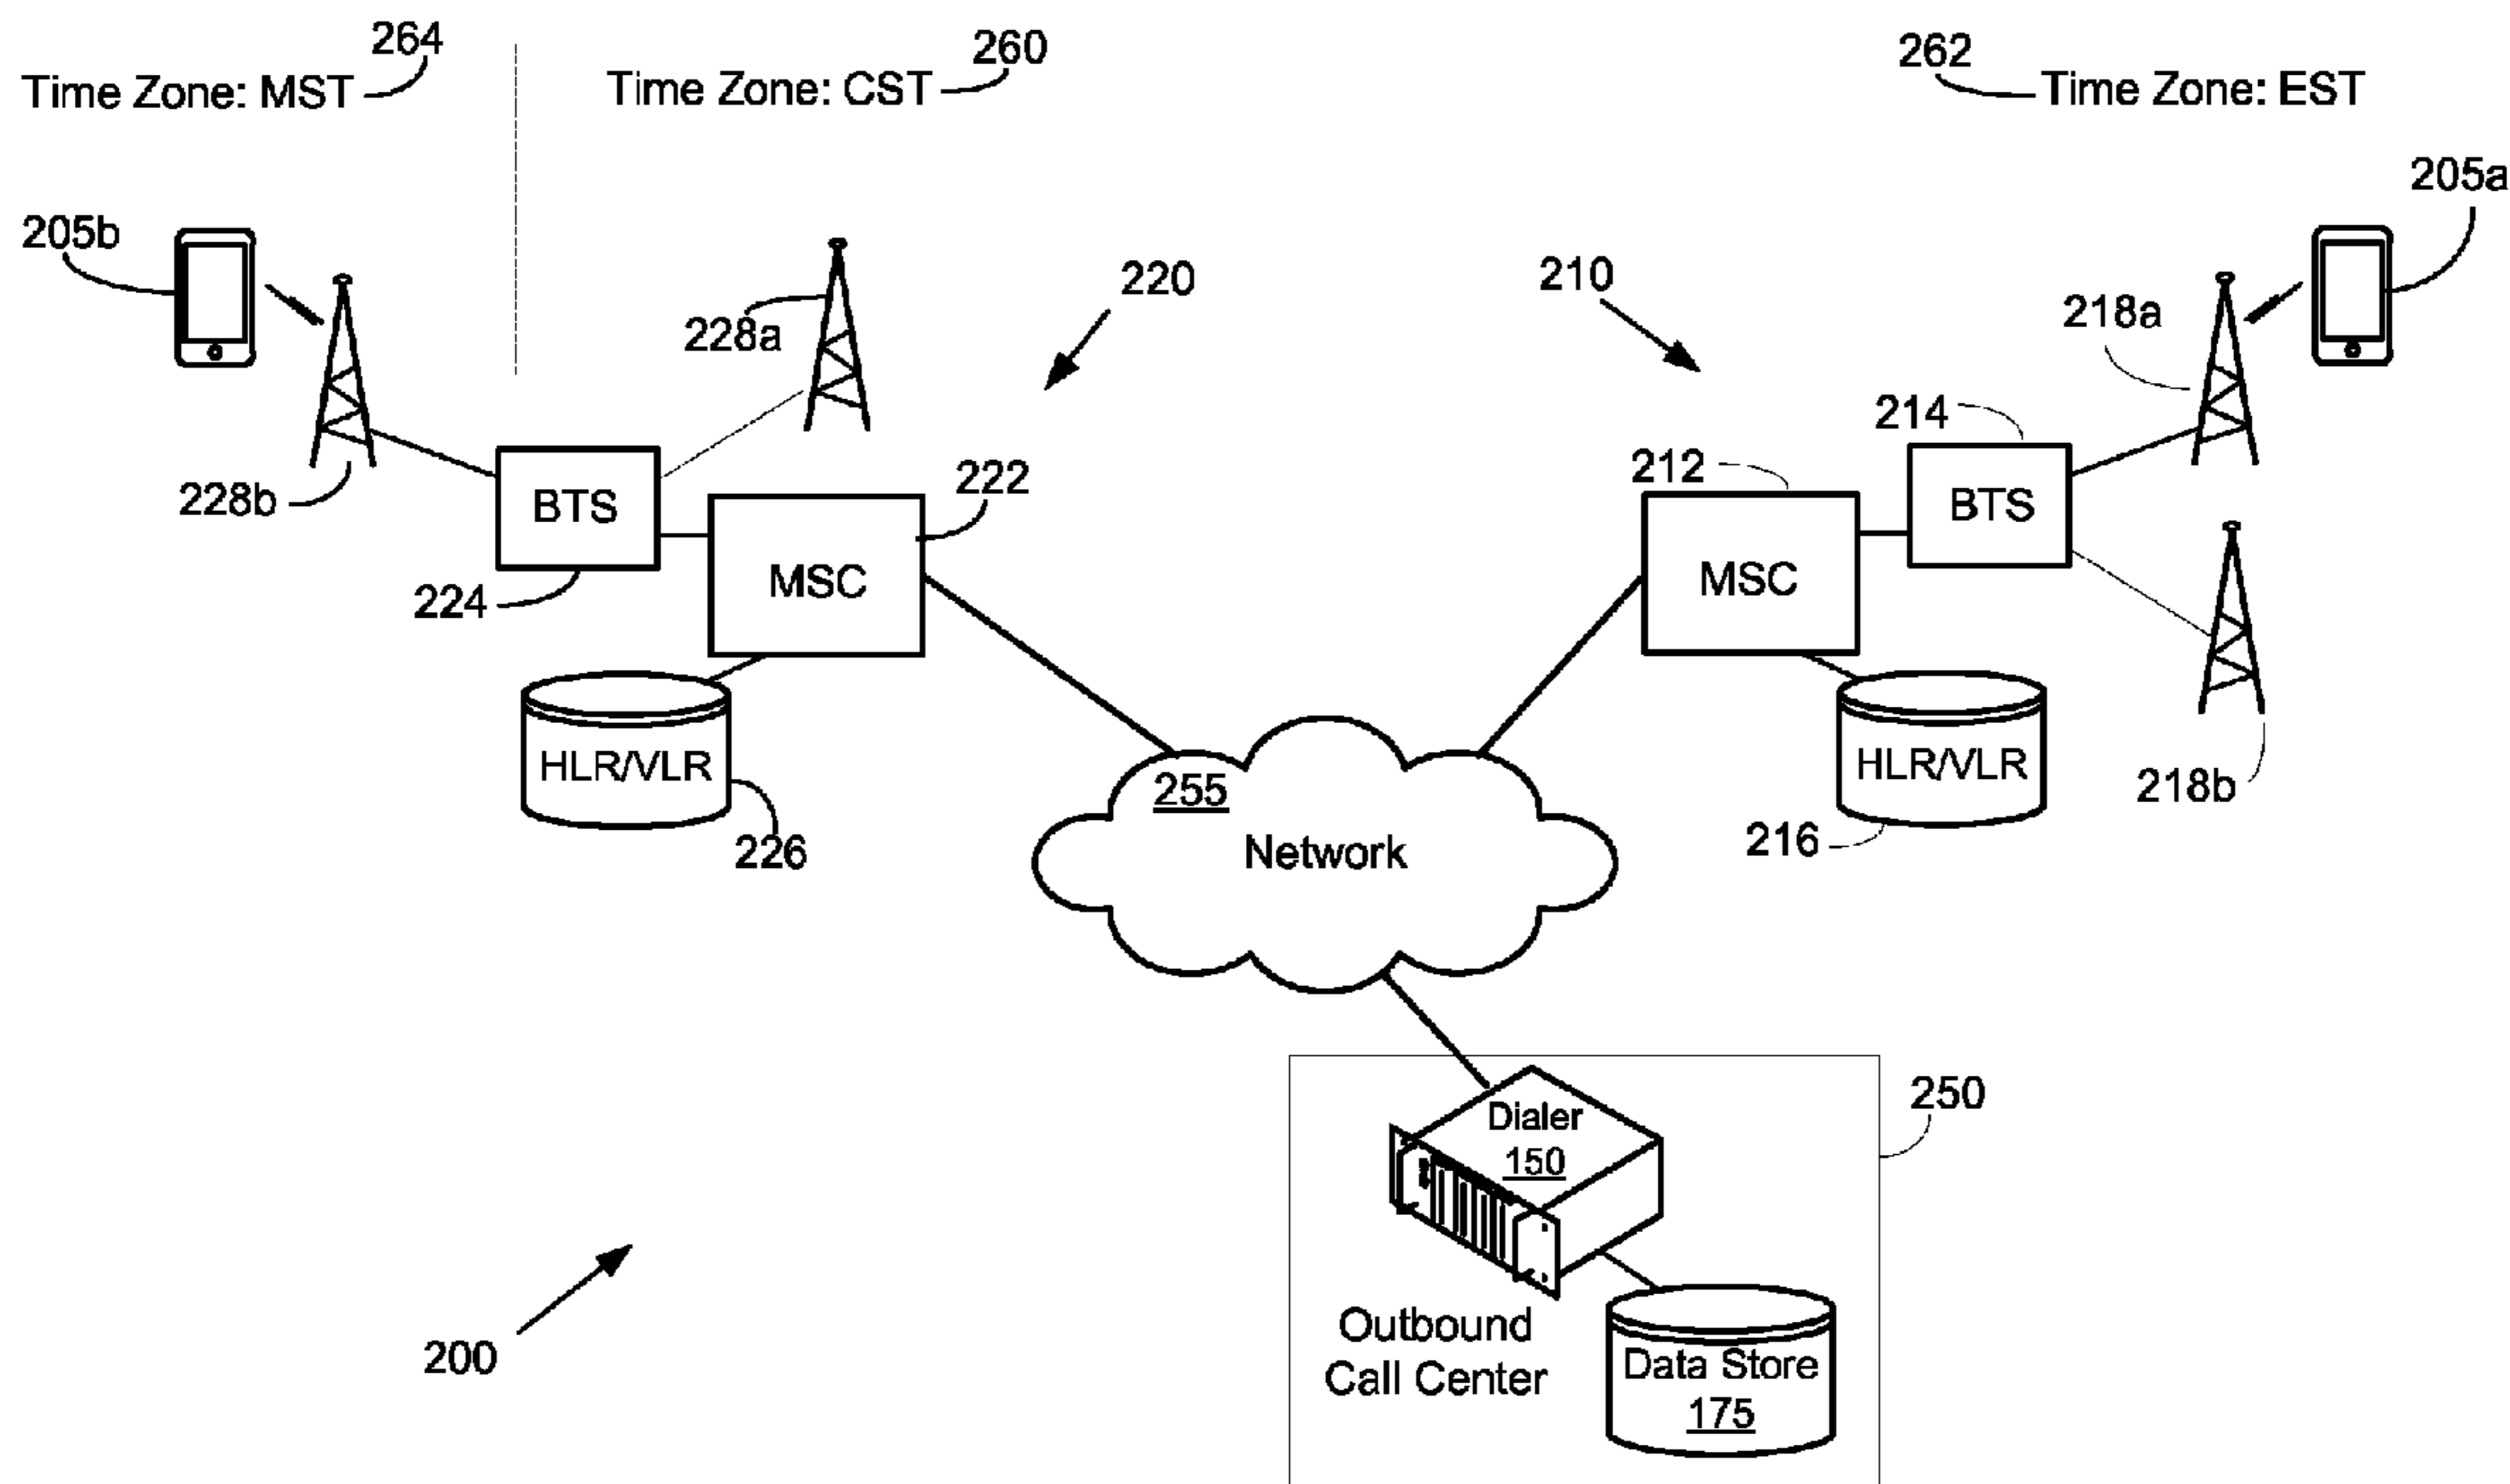 264
260
262
Time Zone: MST
Time Zone: CST
Time Zone: EST
205a
205b
220
210
228a
218a
214
212
222
228b
BTS
BTS
MSC
MSC
224
HLR/VLR
HLR/VLR
255
218b
226
Network
216
250
Dialer
150
Outbound
Call Center
200
Data Store
175